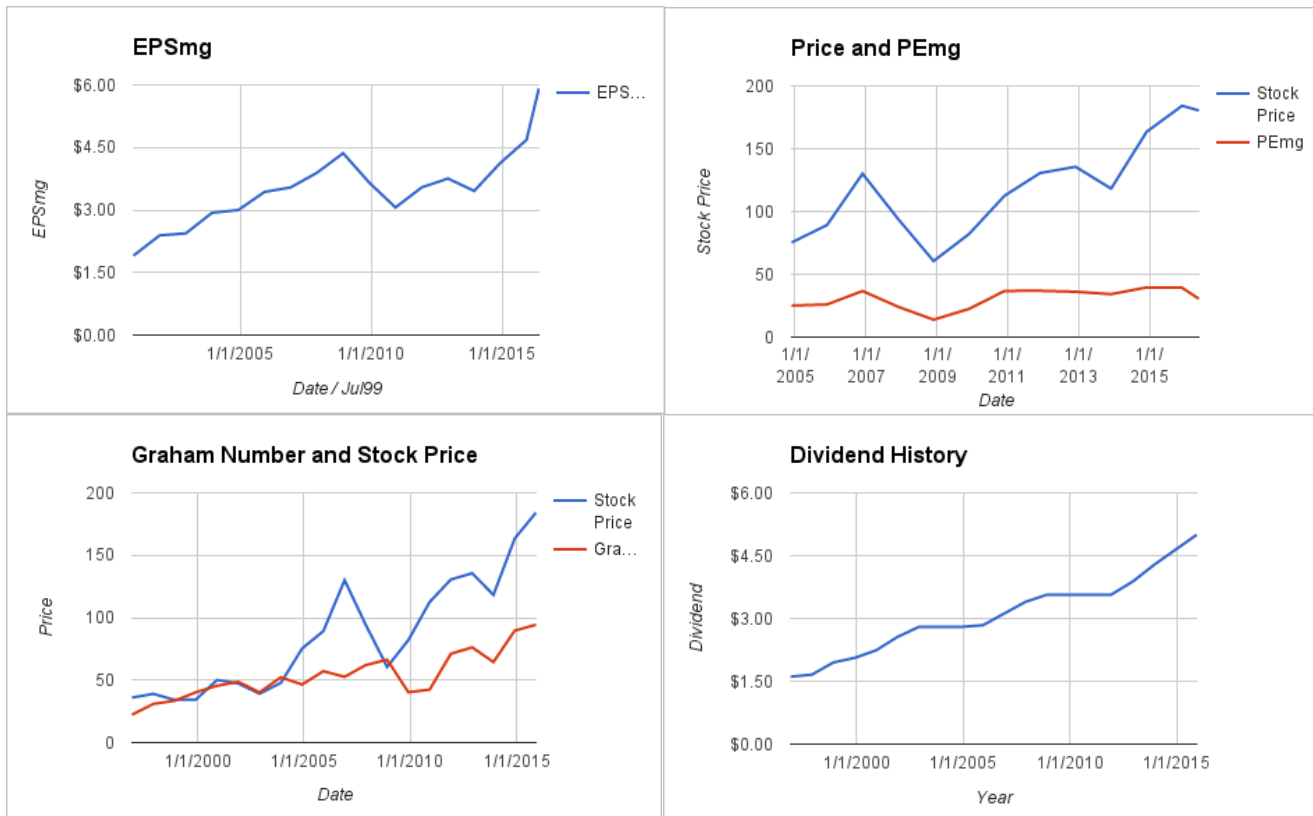 EPSmg
$6.00
$4.50
$3.00
$1.50
$0.00
EPSmg
1/1/2005
1/1/2010
1/1/2015
Date / Jul99
EPS...
Price and PEmg
200
150
100
50
0
Stock Price
1/1/
2005
1/1/
2007
1/1/
2009
1/1/
2011
1/1/
2013
1/1/
2015
Date
Stock
Price
PEmg
Graham Number and Stock Price
200
150
100
50
0
Price
1/1/2000
1/1/2005
1/1/2010
1/1/2015
Date
Stock
Price
Gra...
Dividend History
$6.00
$4.50
$3.00
$1.50
$0.00
Dividend
1/1/2000
1/1/2005
1/1/2010
1/1/2015
Year